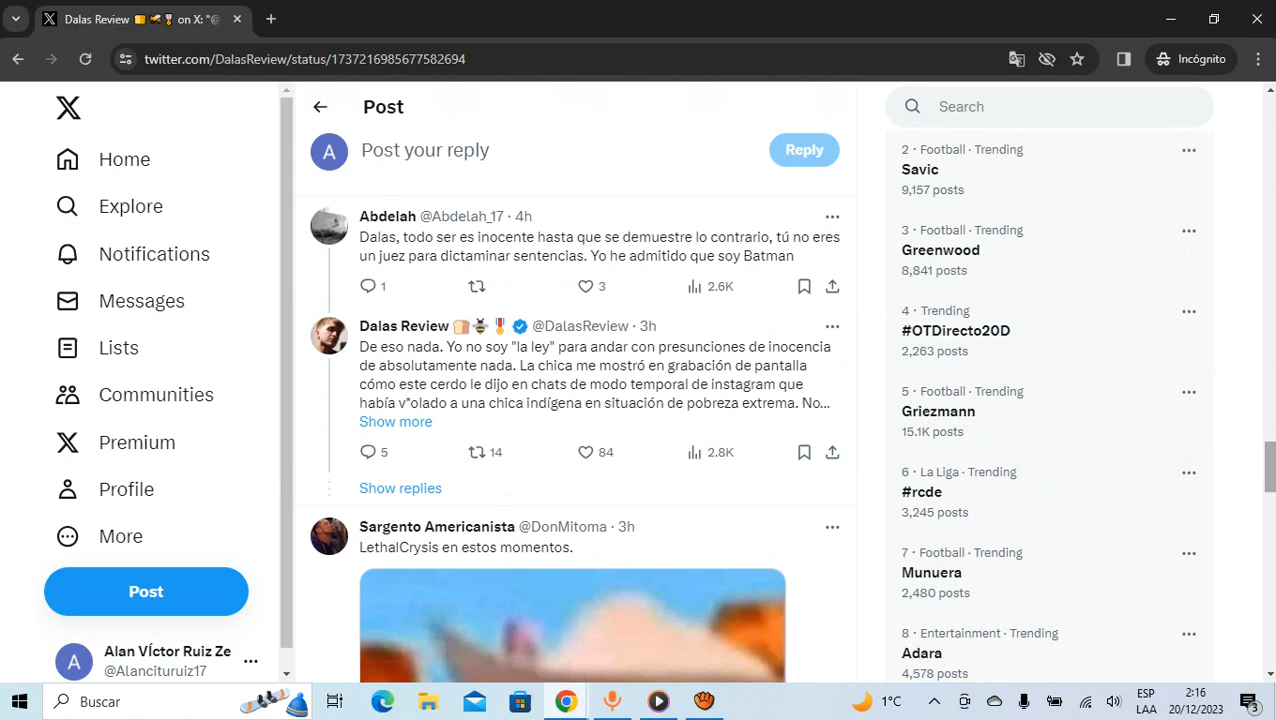 Dalas Review on X: "@
twitter.com/DalasReview/status/1737216985677582694
Incógnito
Home
Explore
Notifications
Messages
Lists
Communities
Premium
Profile
More
Post
Alan VÍctor Ruiz Ze
@Alancituruiz17
Post
A
Post your reply
Reply
Abdelah @Abdelah_17 · 4h
Dalas, todo ser es inocente hasta que se demuestre lo contrario, tú no eres
un juez para dictaminar sentencias. Yo he admitido que soy Batman
1 3 2.6K
Dalas Review @DalasReview · 3h
De eso nada. Yo no soy "la ley" para andar con presunciones de inocencia
de absolutamente nada. La chica me mostró en grabación de pantalla
cómo este cerdo le dijo en chats de modo temporal de instagram que
había v*olado a una chica indígena en situación de pobreza extrema. No...
Show more
5 14 84 2.8K
Show replies
Sargento Americanista @DonMitoma · 3h
LethalCrysis en estos momentos.
Search
2 · Football · Trending
Savic
9,157 posts
3 · Football · Trending
Greenwood
8,841 posts
4 · Trending
#OTDirecto20D
2,263 posts
5 · Football · Trending
Griezmann
15.1K posts
6 · La Liga · Trending
#rcde
3,245 posts
7 · Football · Trending
Munuera
2,480 posts
8 · Entertainment · Trending
Adara
4,578 posts
A
Buscar
1°C
ESP
LAA
2:16
20/12/2023
3